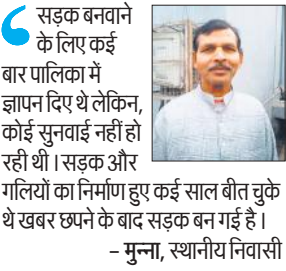 सड़क बनवाने
के लिए कई
बार पालिका में
ज्ञापन दिए थे लेकिन,
कोई सुनवाई नहीं हो
रही थी । सड़क और
गलियों का निर्माण हुए कई साल बीत चुके
थे खबर छपने के बाद सड़क बन गई है ।
– मुन्ना, स्थानीय निवासी